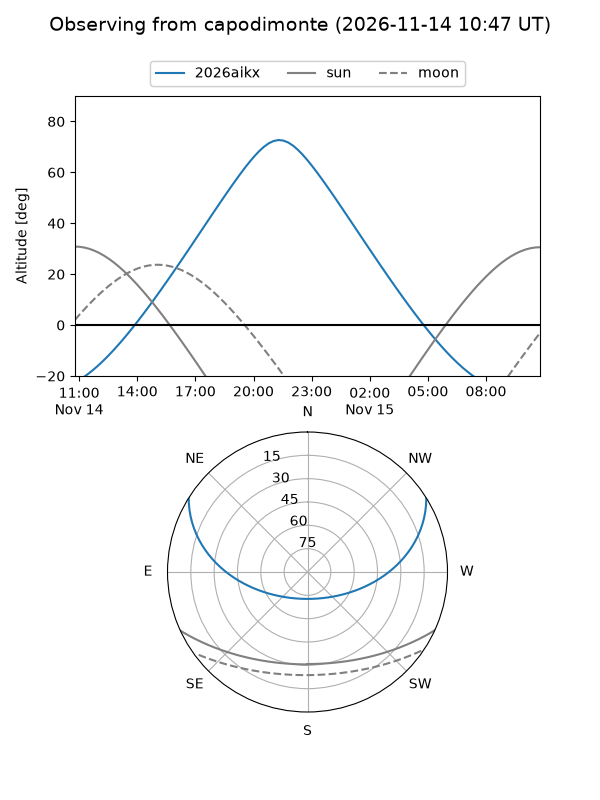 Observing from capodimonte (2026-11-14 10:47 UT)
2026aikx sun moon
Altitude [deg]
80
60
40
20
0
−20
11:00 14:00 17:00 20:00 23:00 02:00 05:00 08:00
Nov 14 Nov 15
N
NE NW
15
30
45
60
75
E W
SE SW
S